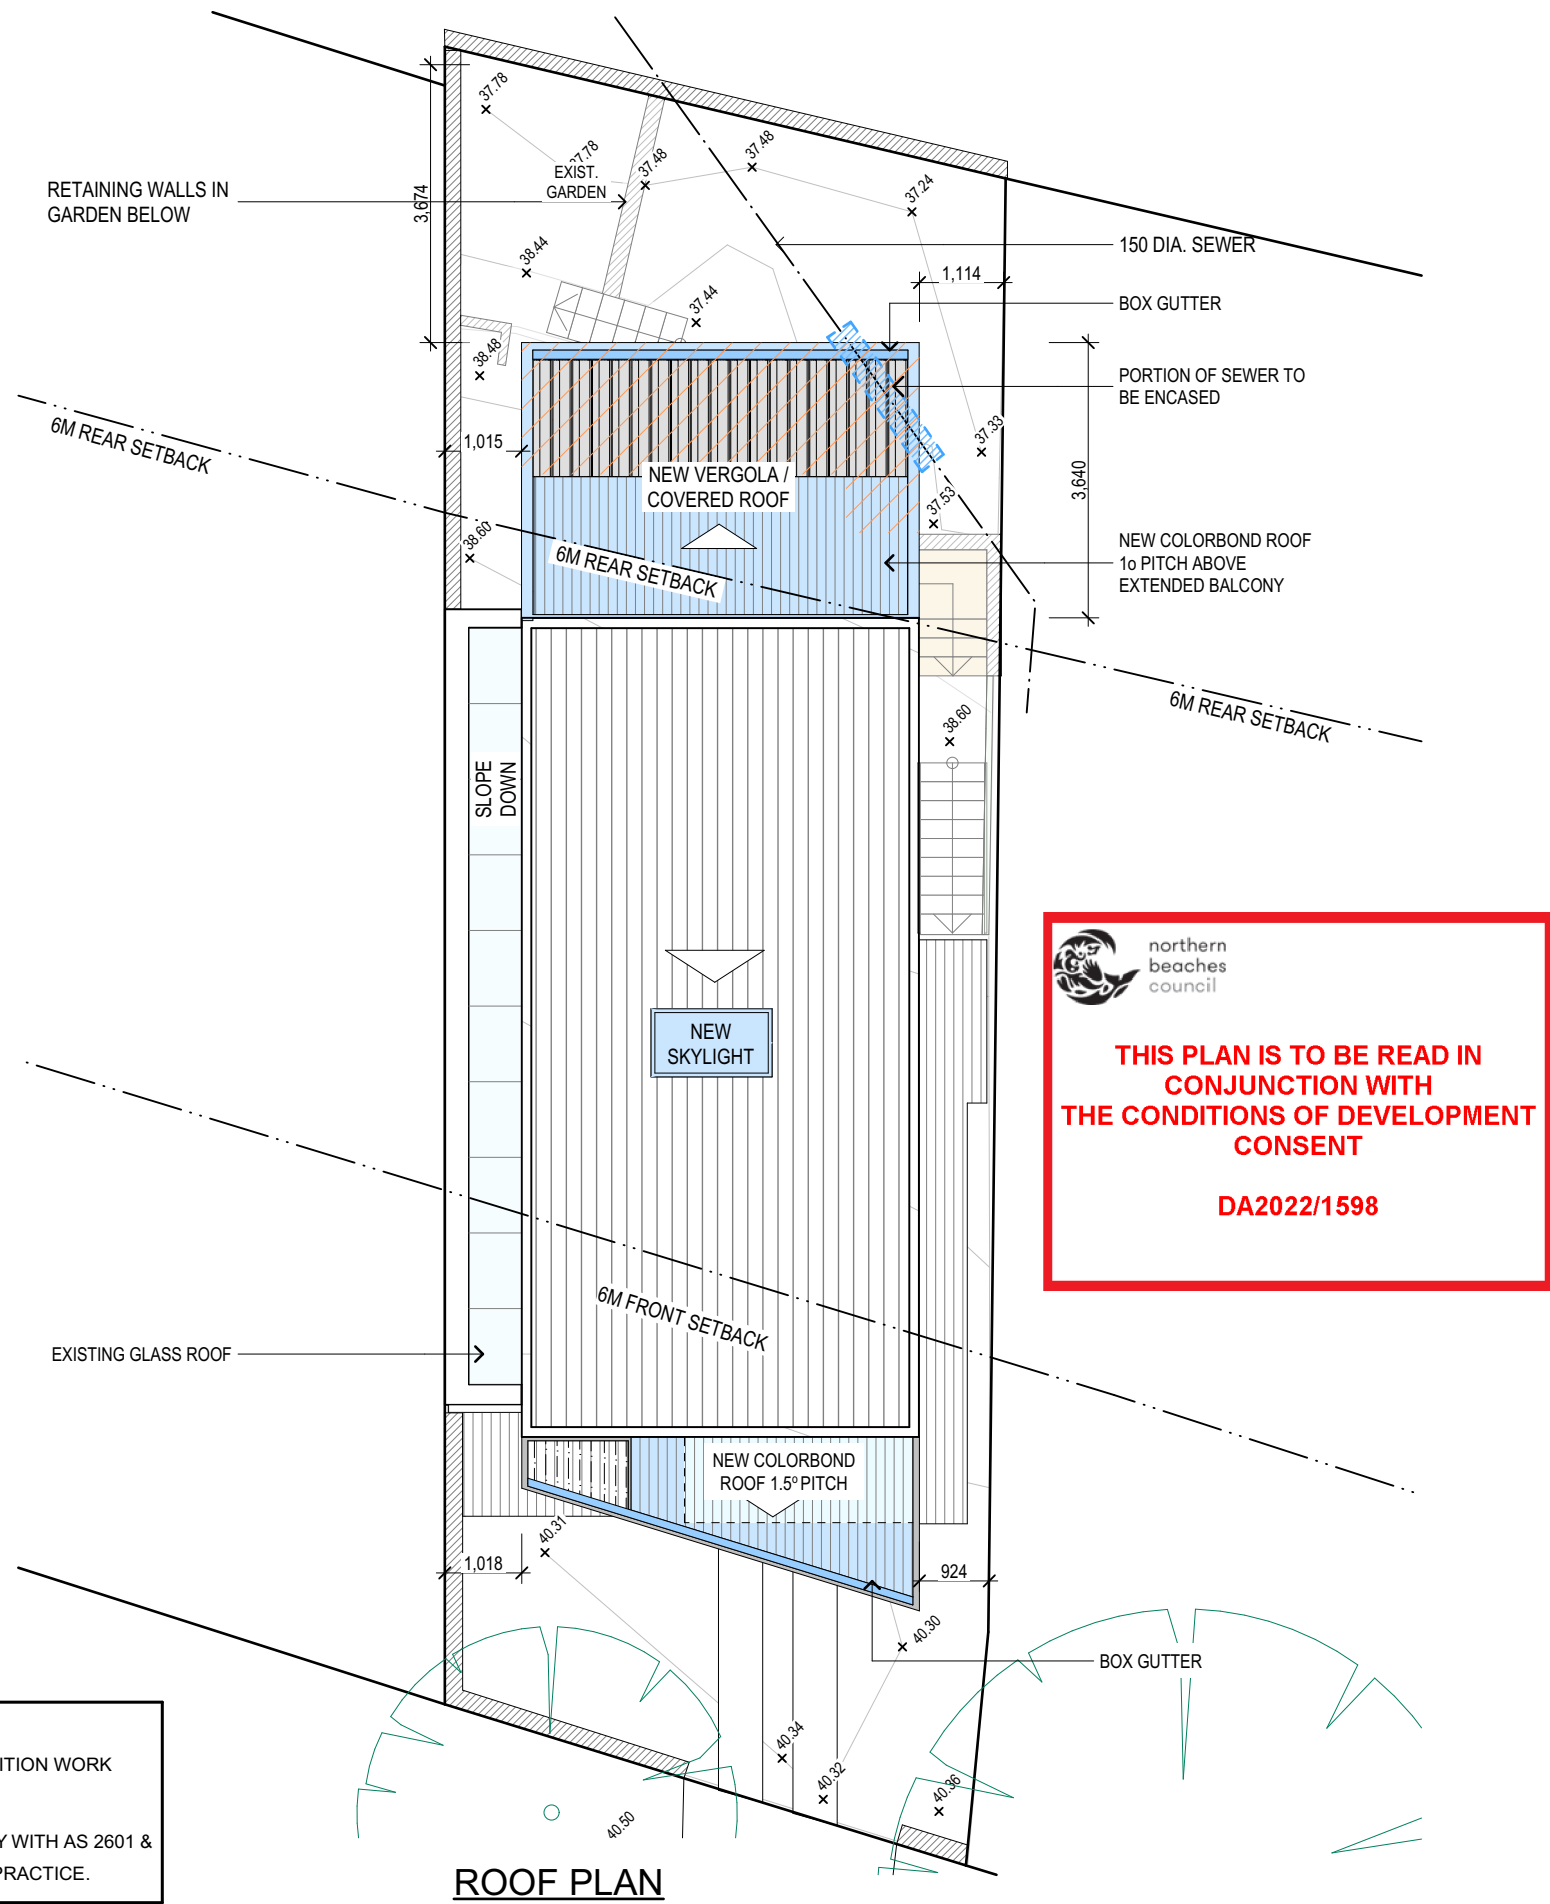 37.78
37.78
37.48
37.48
EXIST.
GARDEN
37.24
RETAINING WALLS IN
GARDEN BELOW
3,674
38.44
150 DIA. SEWER
1,114
37.44
BOX GUTTER
38.48
PORTION OF SEWER TO
BE ENCASED
6M REAR SETBACK
1,015
37.33
NEW VERGOLA /
COVERED ROOF
3,640
37.53
38.60
6M REAR SETBACK
NEW COLORBOND ROOF
1o PITCH ABOVE
EXTENDED BALCONY
6M REAR SETBACK
38.60
SLOPE
DOWN
northern
beaches
council
NEW
SKYLIGHT
THIS PLAN IS TO BE READ IN
CONJUNCTION WITH
THE CONDITIONS OF DEVELOPMENT
CONSENT
DA2022/1598
6M FRONT SETBACK
EXISTING GLASS ROOF
NEW COLORBOND
ROOF 1.5º PITCH
40.31
1,018
924
40.30
BOX GUTTER
40.34
40.32
40.36
40.50
ITION WORK
Y WITH AS 2601 &
PRACTICE.
ROOF PLAN